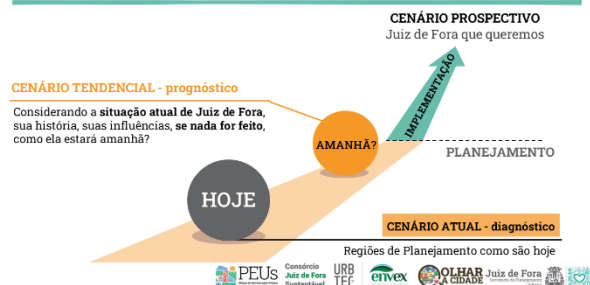 CENÁRIO PROSPECTIVO
Juiz de Fora que queremos
IMPLEMENTAÇÃO
CENÁRIO TENDENCIAL - prognóstico
Considerando a situação atual de Juiz de Fora,
sua história, suas influências, se nada for feito,
como ela estará amanhã?
AMANHÃ?
PLANEJAMENTO
HOJE
CENÁRIO ATUAL - diagnóstico
Regiões de Planejamento como são hoje
PEUs
Consórcio
Juiz de Fora
Sustentável
URB
TEC
envex
OLHAR
A CIDADE
Juiz de Fora